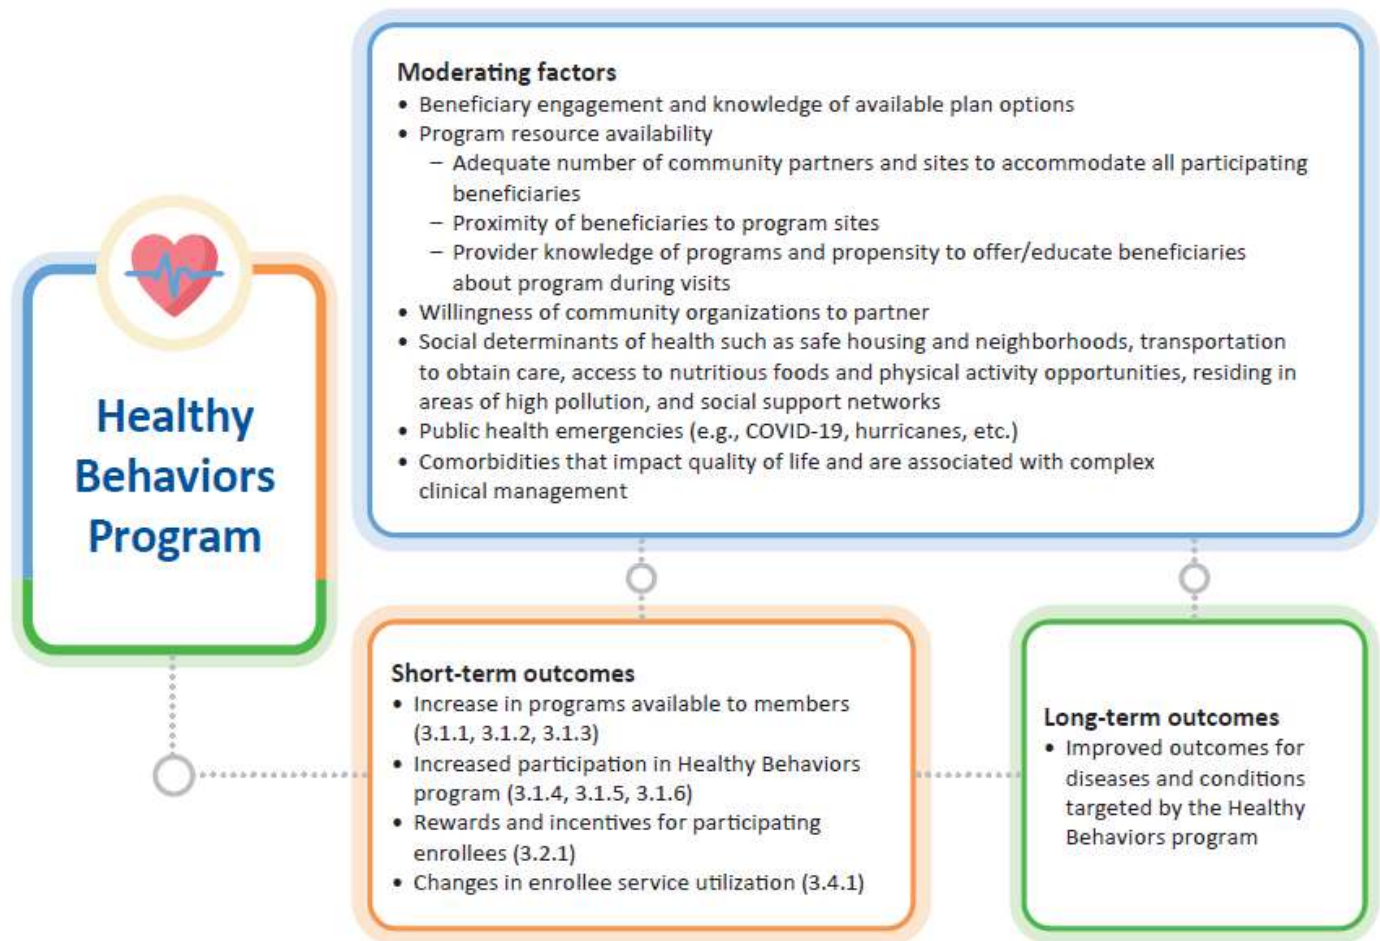 Healthy
Behaviors
Program
Moderating factors
• Beneficiary engagement and knowledge of available plan options
• Program resource availability
– Adequate number of community partners and sites to accommodate all participating
beneficiaries
– Proximity of beneficiaries to program sites
– Provider knowledge of programs and propensity to offer/educate beneficiaries
about program during visits
• Willingness of community organizations to partner
• Social determinants of health such as safe housing and neighborhoods, transportation
to obtain care, access to nutritious foods and physical activity opportunities, residing in
areas of high pollution, and social support networks
• Public health emergencies (e.g., COVID-19, hurricanes, etc.)
• Comorbidities that impact quality of life and are associated with complex
clinical management
Short-term outcomes
• Increase in programs available to members
(3.1.1, 3.1.2, 3.1.3)
• Increased participation in Healthy Behaviors
program (3.1.4, 3.1.5, 3.1.6)
• Rewards and incentives for participating
enrollees (3.2.1)
• Changes in enrollee service utilization (3.4.1)
Long-term outcomes
• Improved outcomes for
diseases and conditions
targeted by the Healthy
Behaviors program